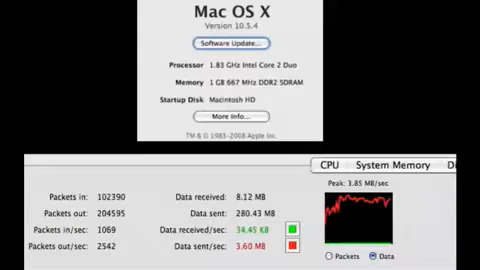 Mac OS X
Version 10.5.4
Software Update...
Processor 1.83 GHz Intel Core 2 Duo
Memory 1 GB 667 MHz DDR2 SDRAM
Startup Disk Macintosh HD
More Info...
TM & © 1983–2008 Apple Inc.
CPU System Memory Di
Peak: 3.85 MB/sec
Packets in: 102390 Data received: 8.12 MB
Packets out: 204595 Data sent: 280.43 MB
Packets in/sec: 1069 Data received/sec: 34.45 KB
Packets out/sec: 2542 Data sent/sec: 3.60 MB
Packets Data